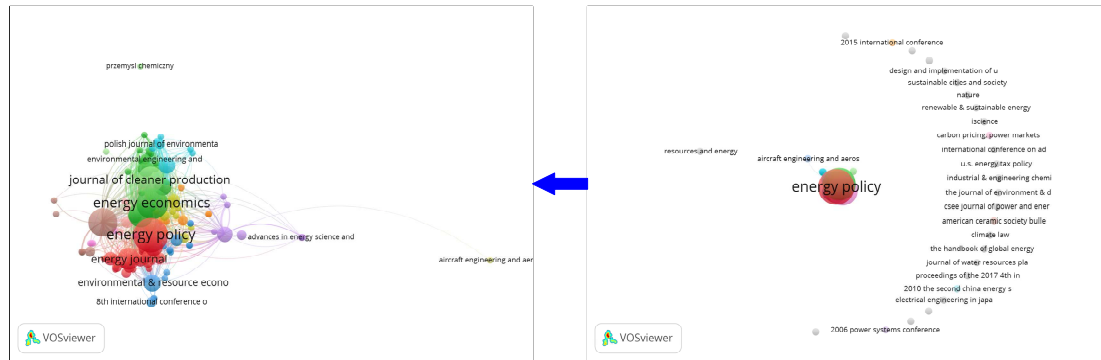 przemysł chemiczny
polish journal of environmenta
environmental engineering and
journal of cleaner production
energy economics
energy policy
advances in energy science and
energy journal
aircraft engineering and aer
environmental & resource econo
8th international conference o
VOSviewer
2015 international conference
design and implementation of u
sustainable cities and society
nature
renewable & sustainable energy
iscience
carbon pricing, power markets
international conference on ad
resources and energy
aircraft engineering and aeros
u.s. energy tax policy
industrial & engineering chemi
energy policy
the journal of environment & d
csee journal of power and ener
american ceramic society bulle
climate law
the handbook of global energy
journal of water resources pla
proceedings of the 2017 4th in
2010 the second china energy s
electrical engineering in japa
2006 power systems conference
VOSviewer